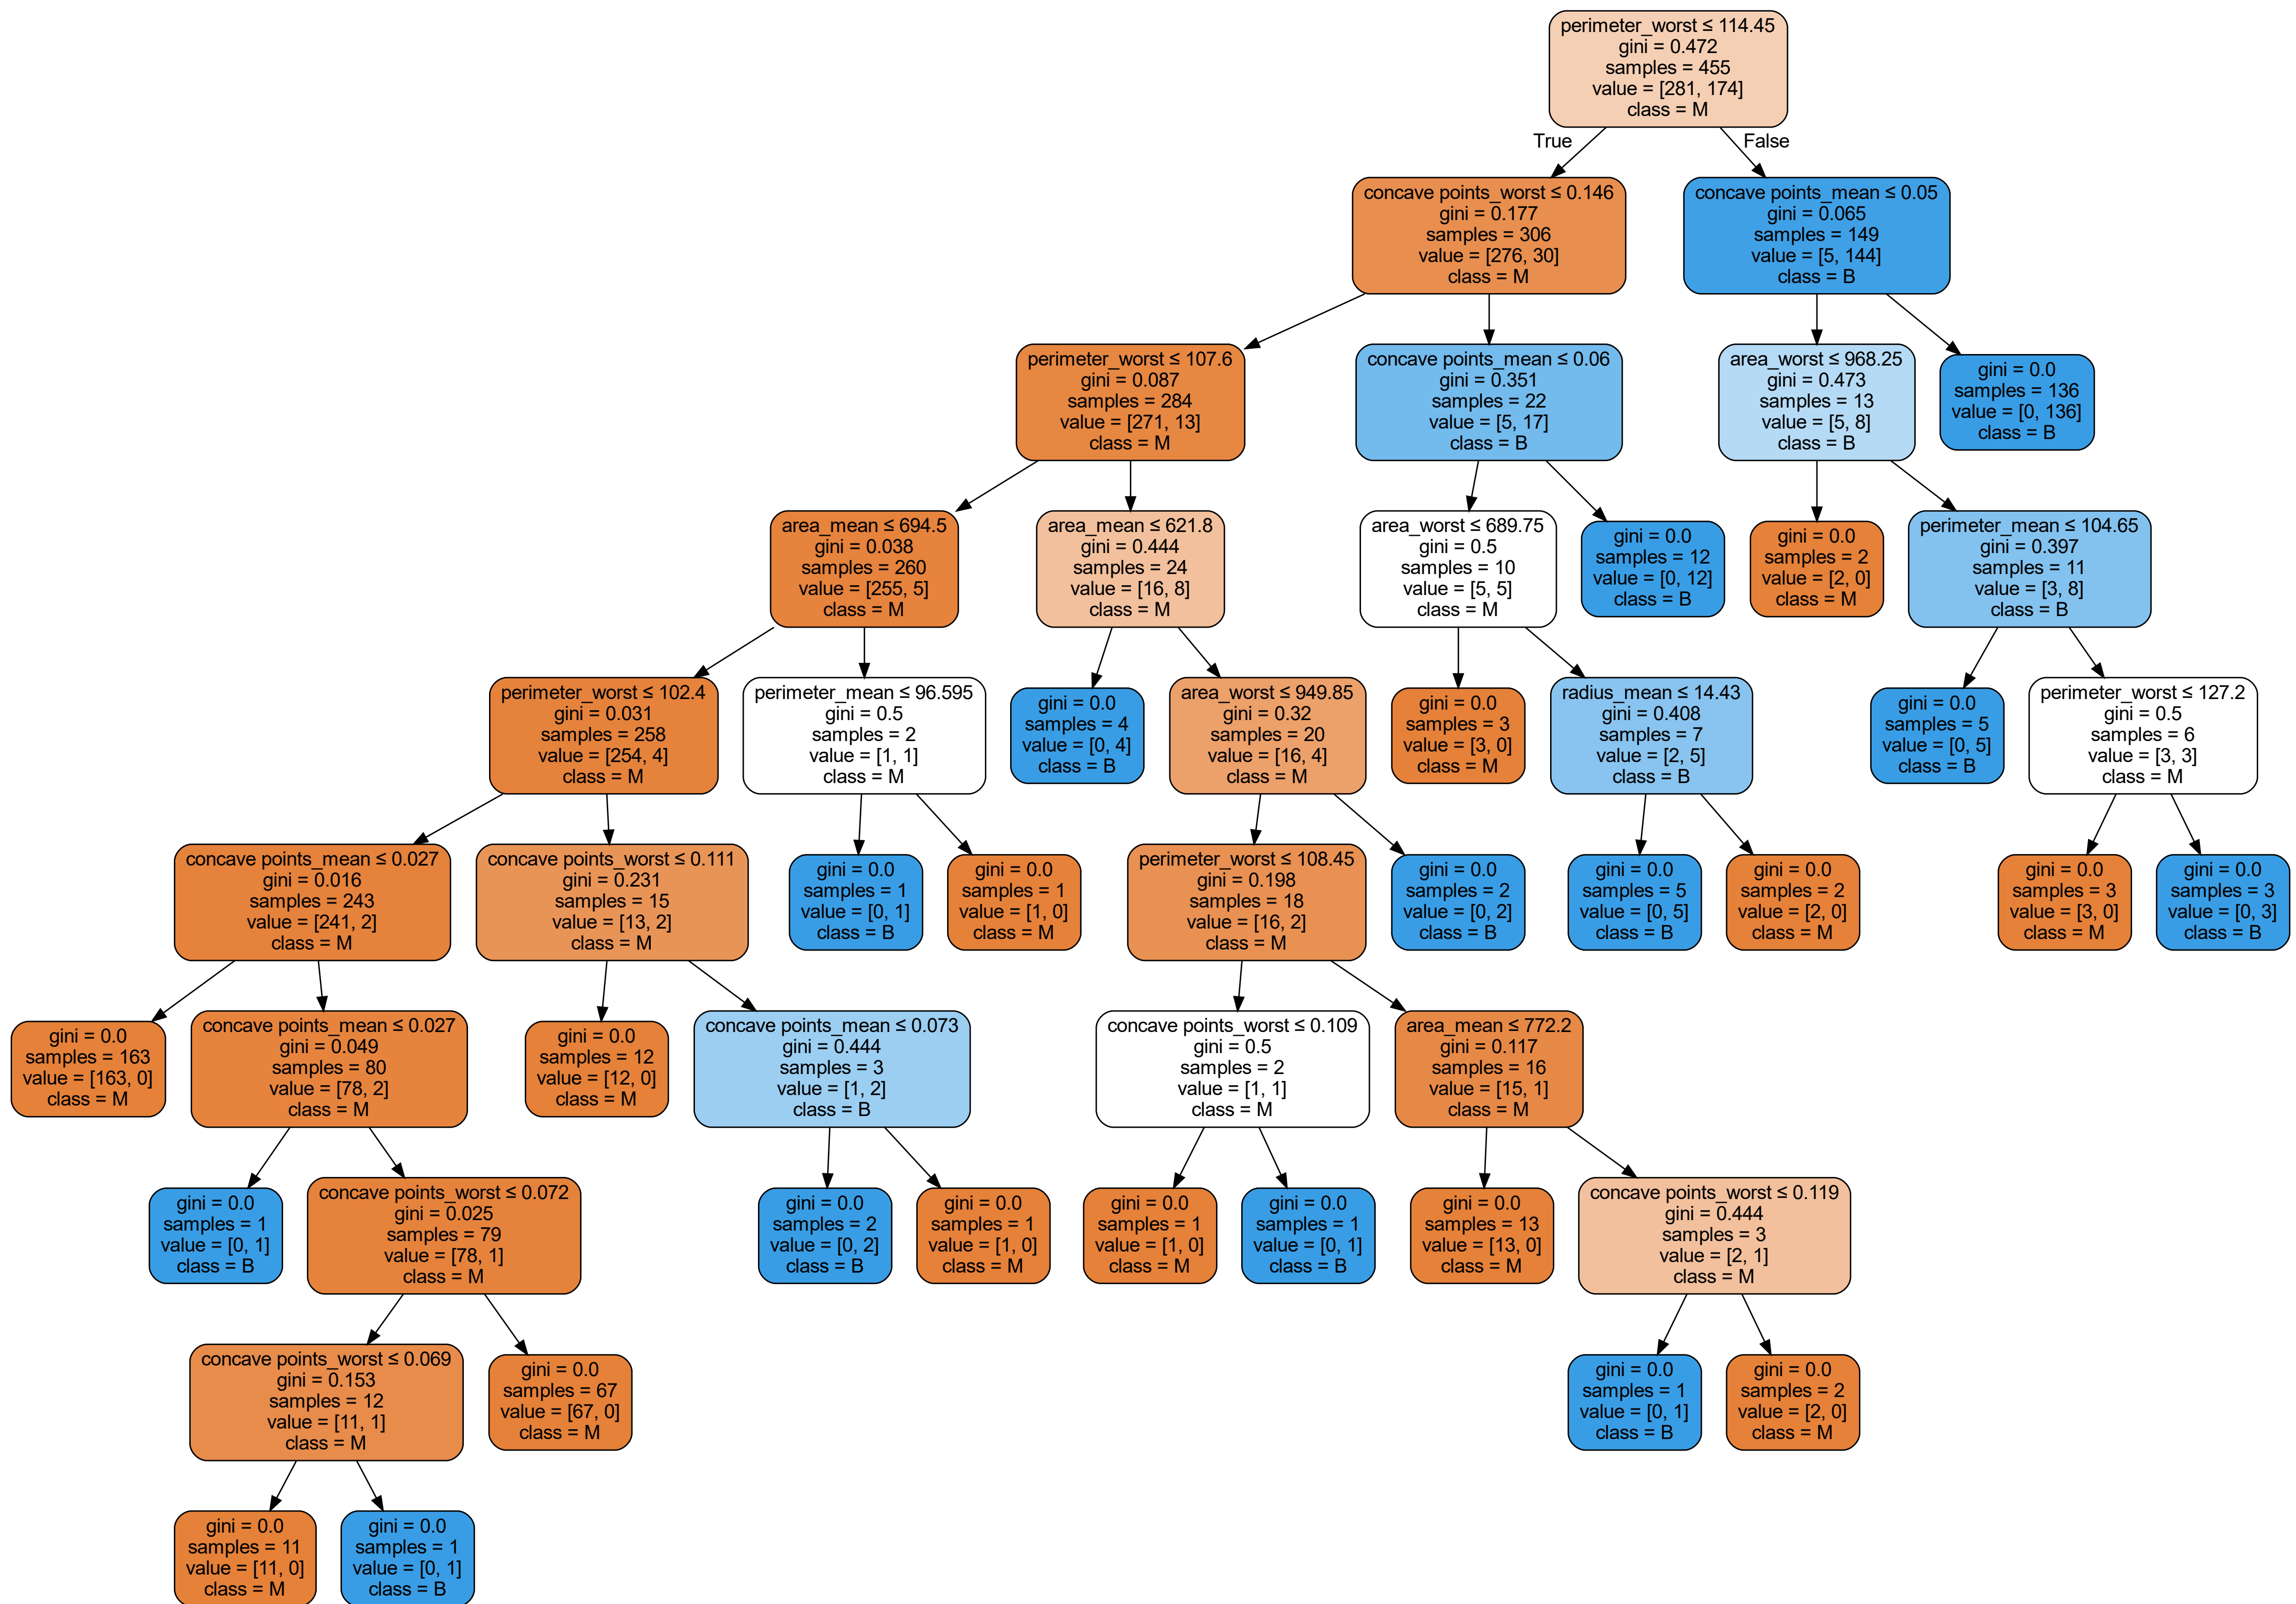 perimeter_worst ≤ 114.45
gini = 0.472
samples = 455
value = [281, 174]
class = M
True
False
concave points_worst ≤ 0.146
gini = 0.177
samples = 306
value = [276, 30]
class = M
concave points_mean ≤ 0.05
gini = 0.065
samples = 149
value = [5, 144]
class = B
perimeter_worst ≤ 107.6
gini = 0.087
samples = 284
value = [271, 13]
class = M
concave points_mean ≤ 0.06
gini = 0.351
samples = 22
value = [5, 17]
class = B
area_worst ≤ 968.25
gini = 0.473
samples = 13
value = [5, 8]
class = B
gini = 0.0
samples = 136
value = [0, 136]
class = B
area_mean ≤ 694.5
gini = 0.038
samples = 260
value = [255, 5]
class = M
area_mean ≤ 621.8
gini = 0.444
samples = 24
value = [16, 8]
class = M
area_worst ≤ 689.75
gini = 0.5
samples = 10
value = [5, 5]
class = M
gini = 0.0
samples = 12
value = [0, 12]
class = B
gini = 0.0
samples = 2
value = [2, 0]
class = M
perimeter_mean ≤ 104.65
gini = 0.397
samples = 11
value = [3, 8]
class = B
perimeter_worst ≤ 102.4
gini = 0.031
samples = 258
value = [254, 4]
class = M
perimeter_mean ≤ 96.595
gini = 0.5
samples = 2
value = [1, 1]
class = M
gini = 0.0
samples = 4
value = [0, 4]
class = B
area_worst ≤ 949.85
gini = 0.32
samples = 20
value = [16, 4]
class = M
gini = 0.0
samples = 3
value = [3, 0]
class = M
radius_mean ≤ 14.43
gini = 0.408
samples = 7
value = [2, 5]
class = B
gini = 0.0
samples = 5
value = [0, 5]
class = B
perimeter_worst ≤ 127.2
gini = 0.5
samples = 6
value = [3, 3]
class = M
concave points_mean ≤ 0.027
gini = 0.016
samples = 243
value = [241, 2]
class = M
concave points_worst ≤ 0.111
gini = 0.231
samples = 15
value = [13, 2]
class = M
gini = 0.0
samples = 1
value = [0, 1]
class = B
gini = 0.0
samples = 1
value = [1, 0]
class = M
perimeter_worst ≤ 108.45
gini = 0.198
samples = 18
value = [16, 2]
class = M
gini = 0.0
samples = 2
value = [0, 2]
class = B
gini = 0.0
samples = 5
value = [0, 5]
class = B
gini = 0.0
samples = 2
value = [2, 0]
class = M
gini = 0.0
samples = 3
value = [3, 0]
class = M
gini = 0.0
samples = 3
value = [0, 3]
class = B
gini = 0.0
samples = 163
value = [163, 0]
class = M
concave points_mean ≤ 0.027
gini = 0.049
samples = 80
value = [78, 2]
class = M
gini = 0.0
samples = 12
value = [12, 0]
class = M
concave points_mean ≤ 0.073
gini = 0.444
samples = 3
value = [1, 2]
class = B
concave points_worst ≤ 0.109
gini = 0.5
samples = 2
value = [1, 1]
class = M
area_mean ≤ 772.2
gini = 0.117
samples = 16
value = [15, 1]
class = M
gini = 0.0
samples = 1
value = [0, 1]
class = B
concave points_worst ≤ 0.072
gini = 0.025
samples = 79
value = [78, 1]
class = M
gini = 0.0
samples = 2
value = [0, 2]
class = B
gini = 0.0
samples = 1
value = [1, 0]
class = M
gini = 0.0
samples = 1
value = [1, 0]
class = M
gini = 0.0
samples = 1
value = [0, 1]
class = B
gini = 0.0
samples = 13
value = [13, 0]
class = M
concave points_worst ≤ 0.119
gini = 0.444
samples = 3
value = [2, 1]
class = M
concave points_worst ≤ 0.069
gini = 0.153
samples = 12
value = [11, 1]
class = M
gini = 0.0
samples = 67
value = [67, 0]
class = M
gini = 0.0
samples = 1
value = [0, 1]
class = B
gini = 0.0
samples = 2
value = [2, 0]
class = M
gini = 0.0
samples = 11
value = [11, 0]
class = M
gini = 0.0
samples = 1
value = [0, 1]
class = B